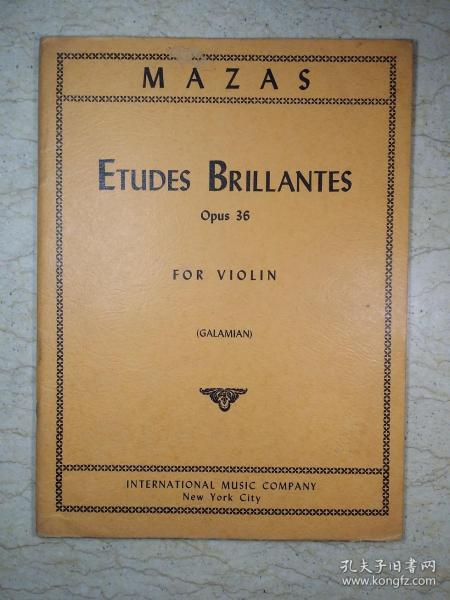 MAZAS
ETUDES BRILLANTES
Opus 36
FOR VIOLIN
(GALAMIAN)
INTERNATIONAL MUSIC COMPANY
New York City
孔夫子旧书网
www.kongfz.com